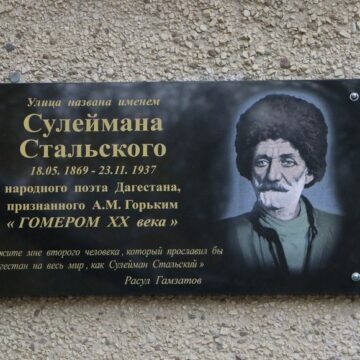 Улица названа именем
Сулеймана
Стальского
18.05. 1869 - 23.11. 1937
народного поэта Дагестана,
признанного А.М. Горьким
« ГОМЕРОМ XX века »
мне второго человека, который прославил бы
на весь мир, как Сулейман Стальский »
Расул Гамзатов